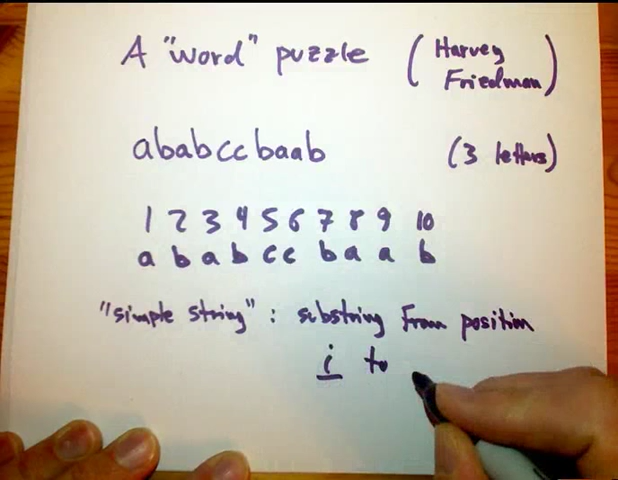 A "word" puzzle (Harvey Friedman)
ababccbaab (3 letters)
1 2 3 4 5 6 7 8 9 10
a b a b c c b a a b
"simple string" : substring from position
i to